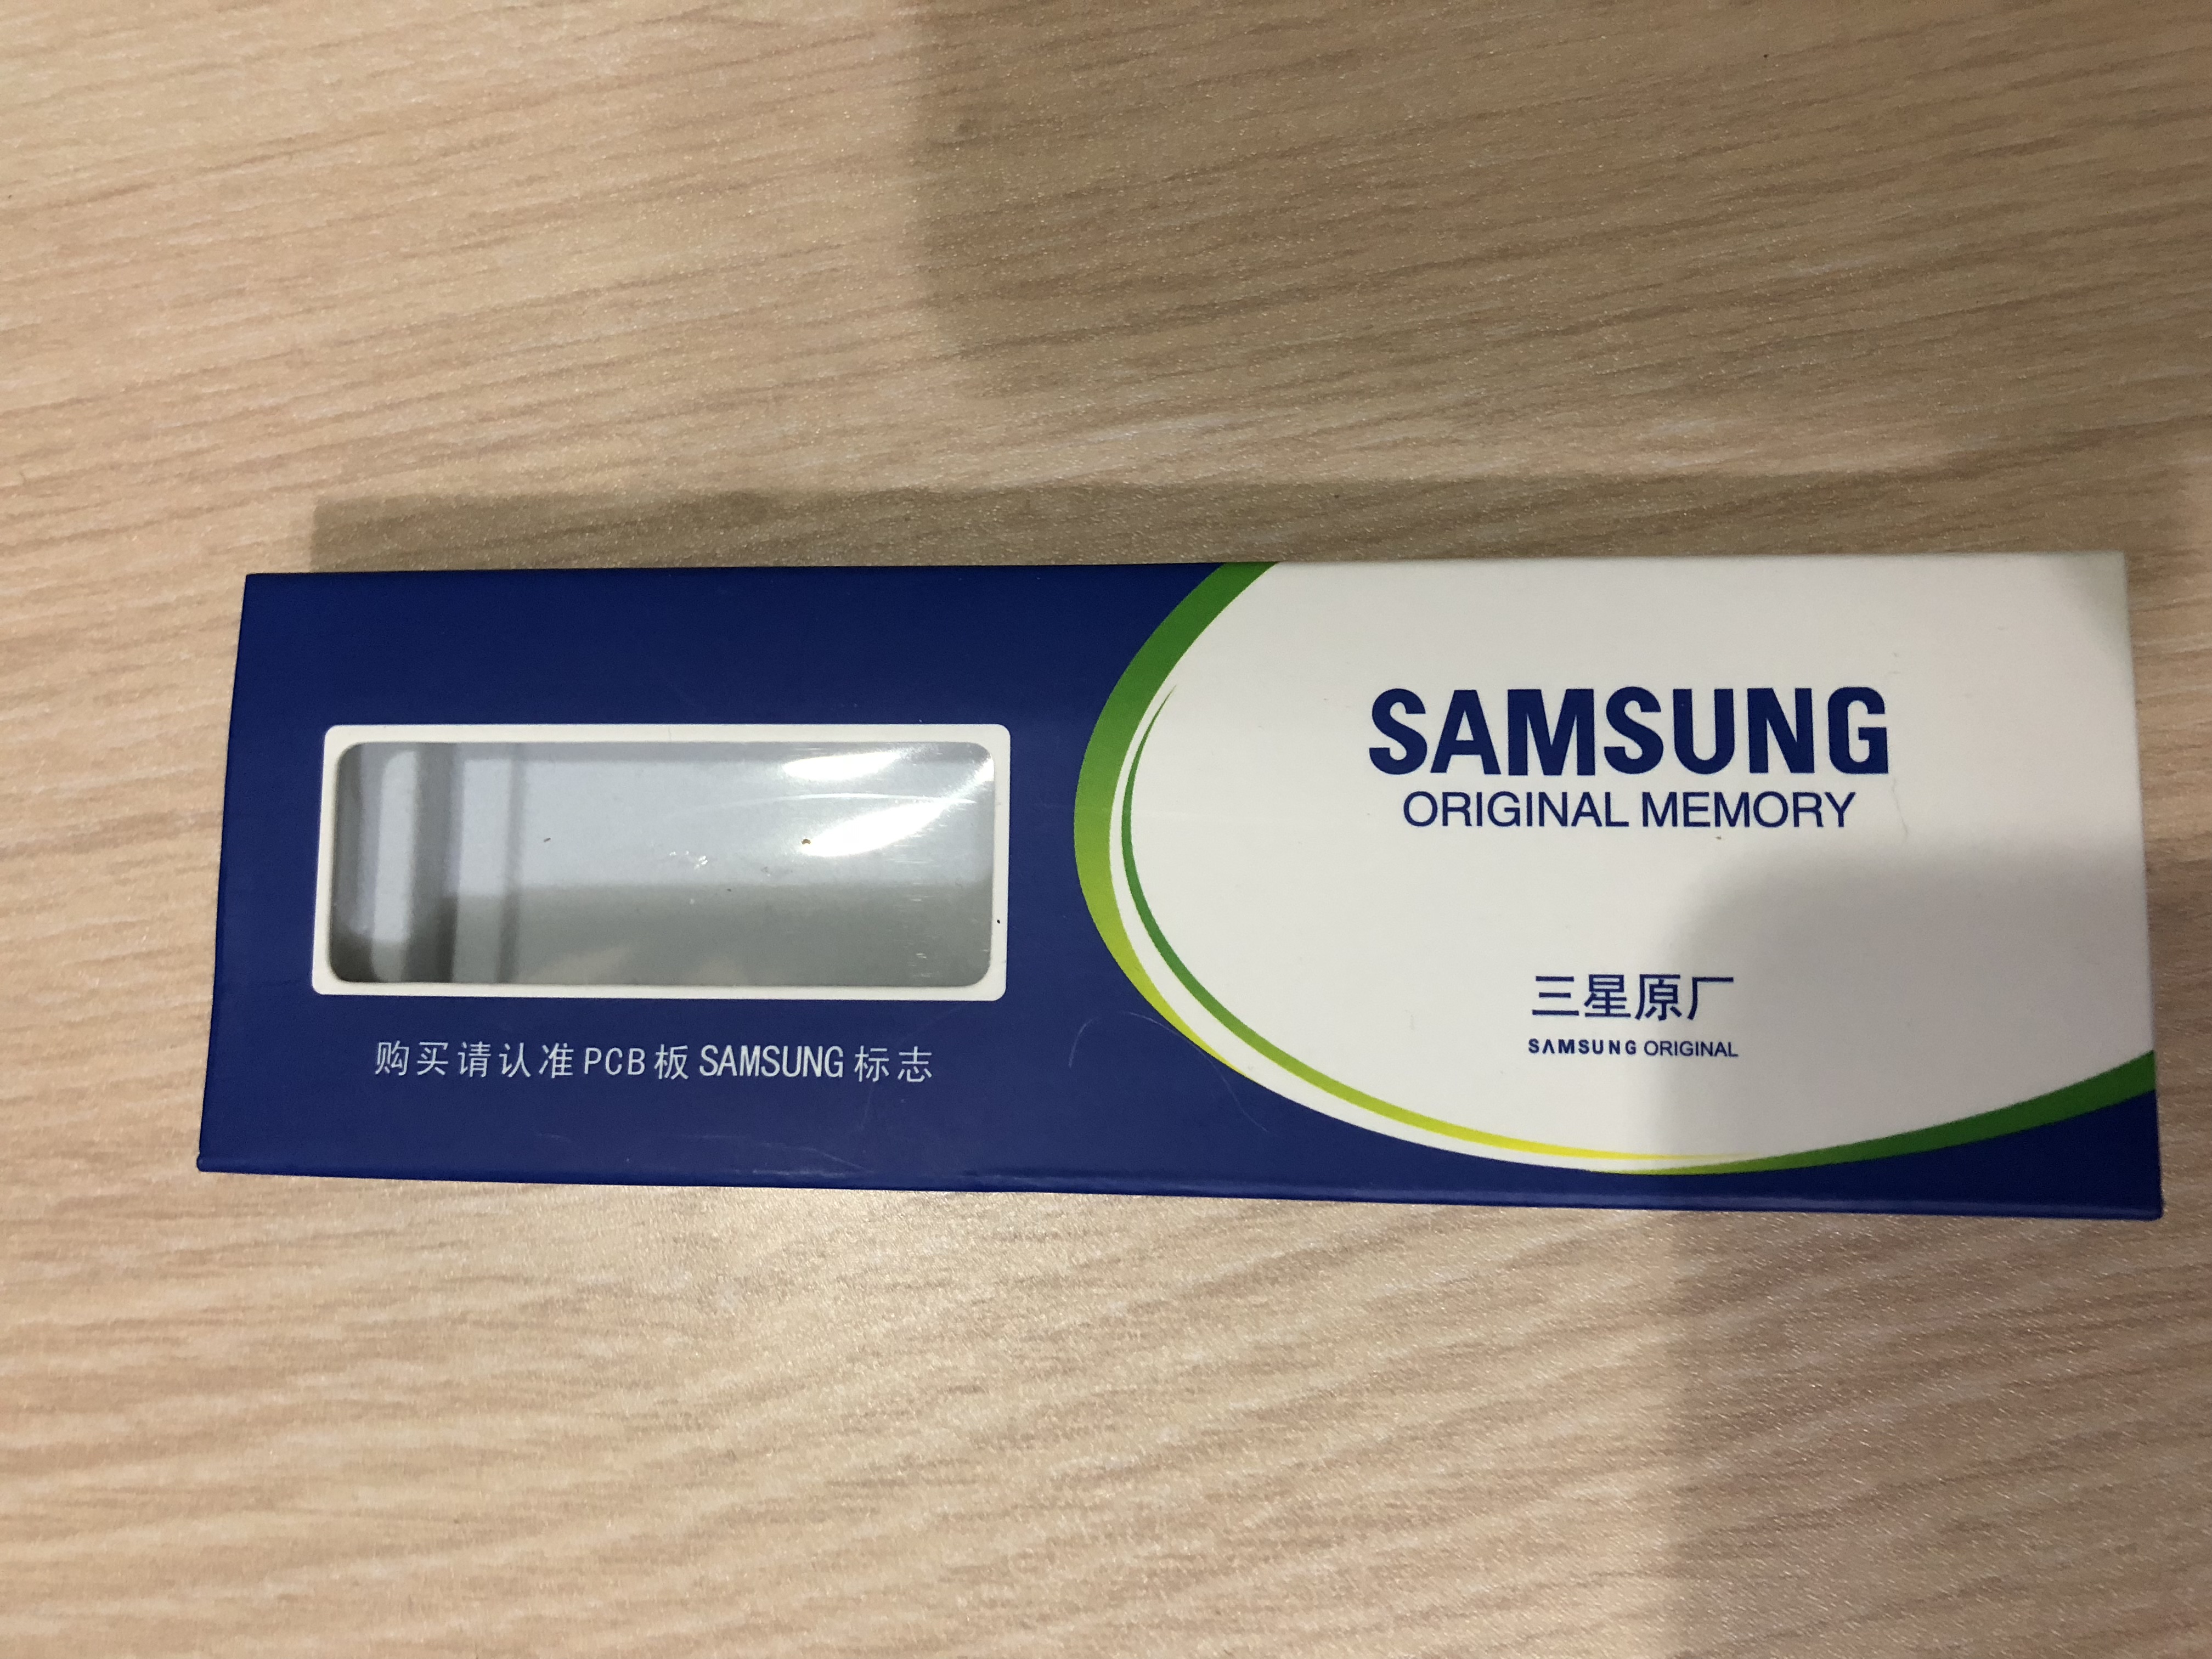 SAMSUNG
ORIGINAL MEMORY
三星原厂
SAMSUNG ORIGINAL
购买请认准PCB板SAMSUNG标志